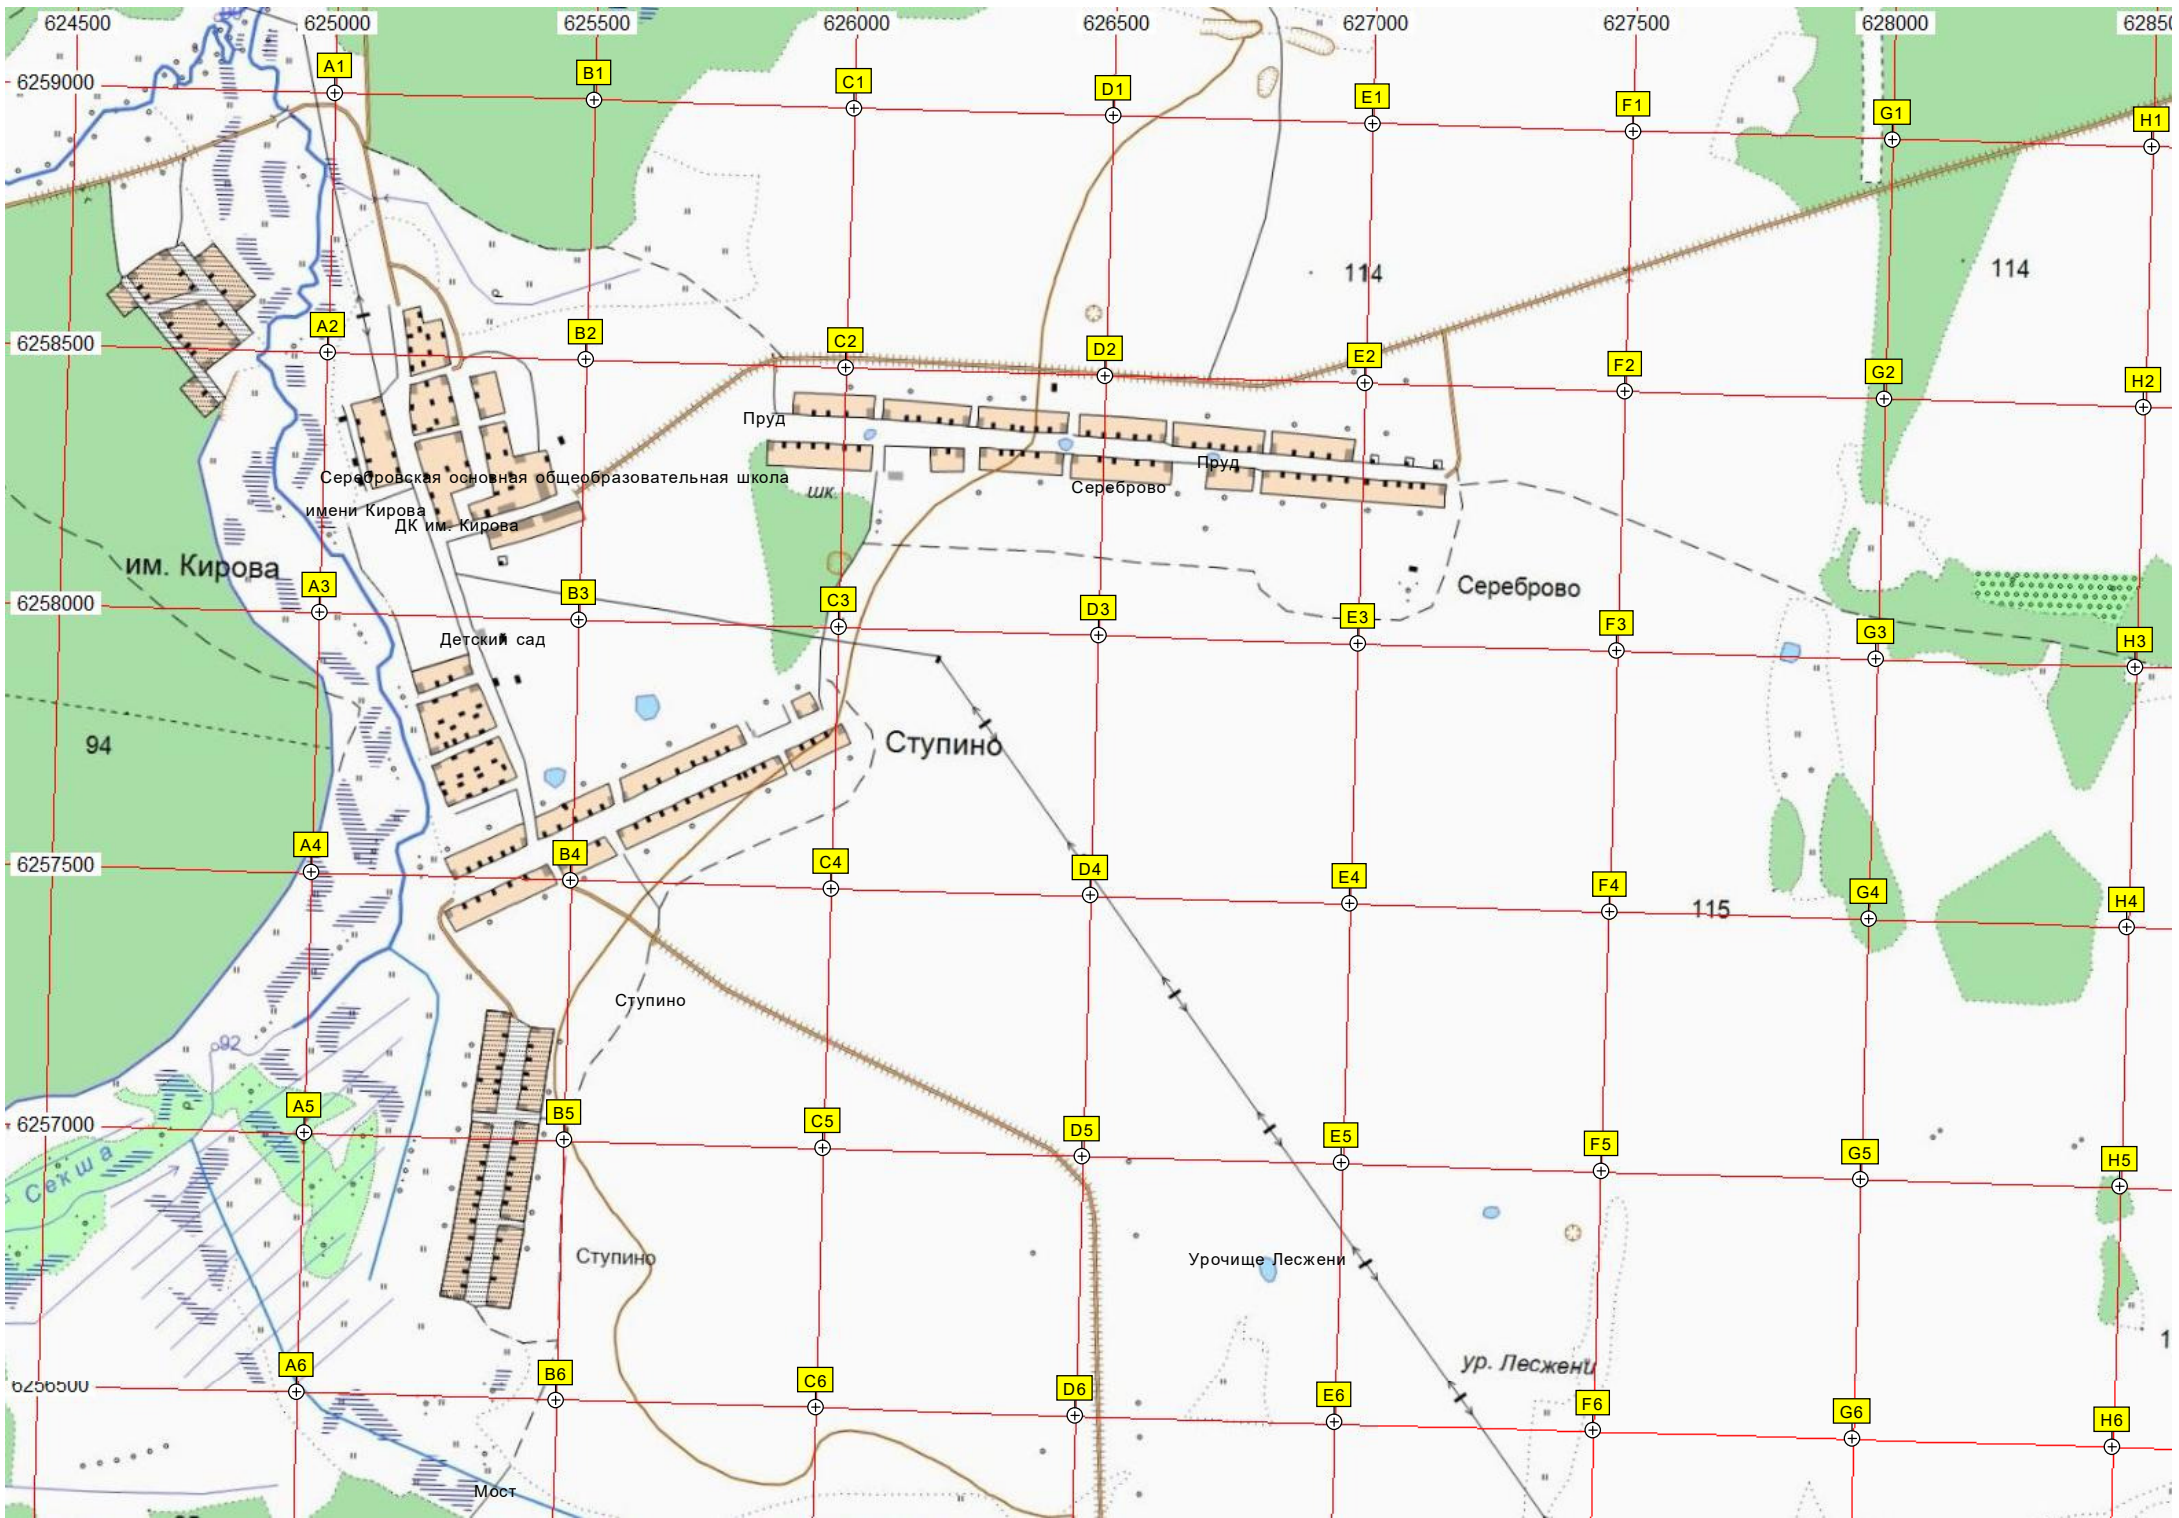 624500 625000 625500 626000 626500 627000 627500 628000 6285
6259000
A1 B1 C1 D1 E1 F1 G1 H1
114 114
6258500
A2 B2 C2 D2 E2 F2 G2 H2
Пруд
Пруд
Серебровская основная общеобразовательная школа
имени Кирова
шк.
Сереброво
ДК им. Кирова
им. Кирова
Сереброво
6258000
A3 B3 C3 D3 E3 F3 G3 H3
Детский сад
94
Ступино
6257500
A4 B4 C4 D4 E4 F4 G4 H4
115
Ступино
92
6257000
A5 B5 C5 D5 E5 F5 G5 H5
Секша
Ступино
Урочище Лесжени
ур. Лесжени
6256500
A6 B6 C6 D6 E6 F6 G6 H6
Мост